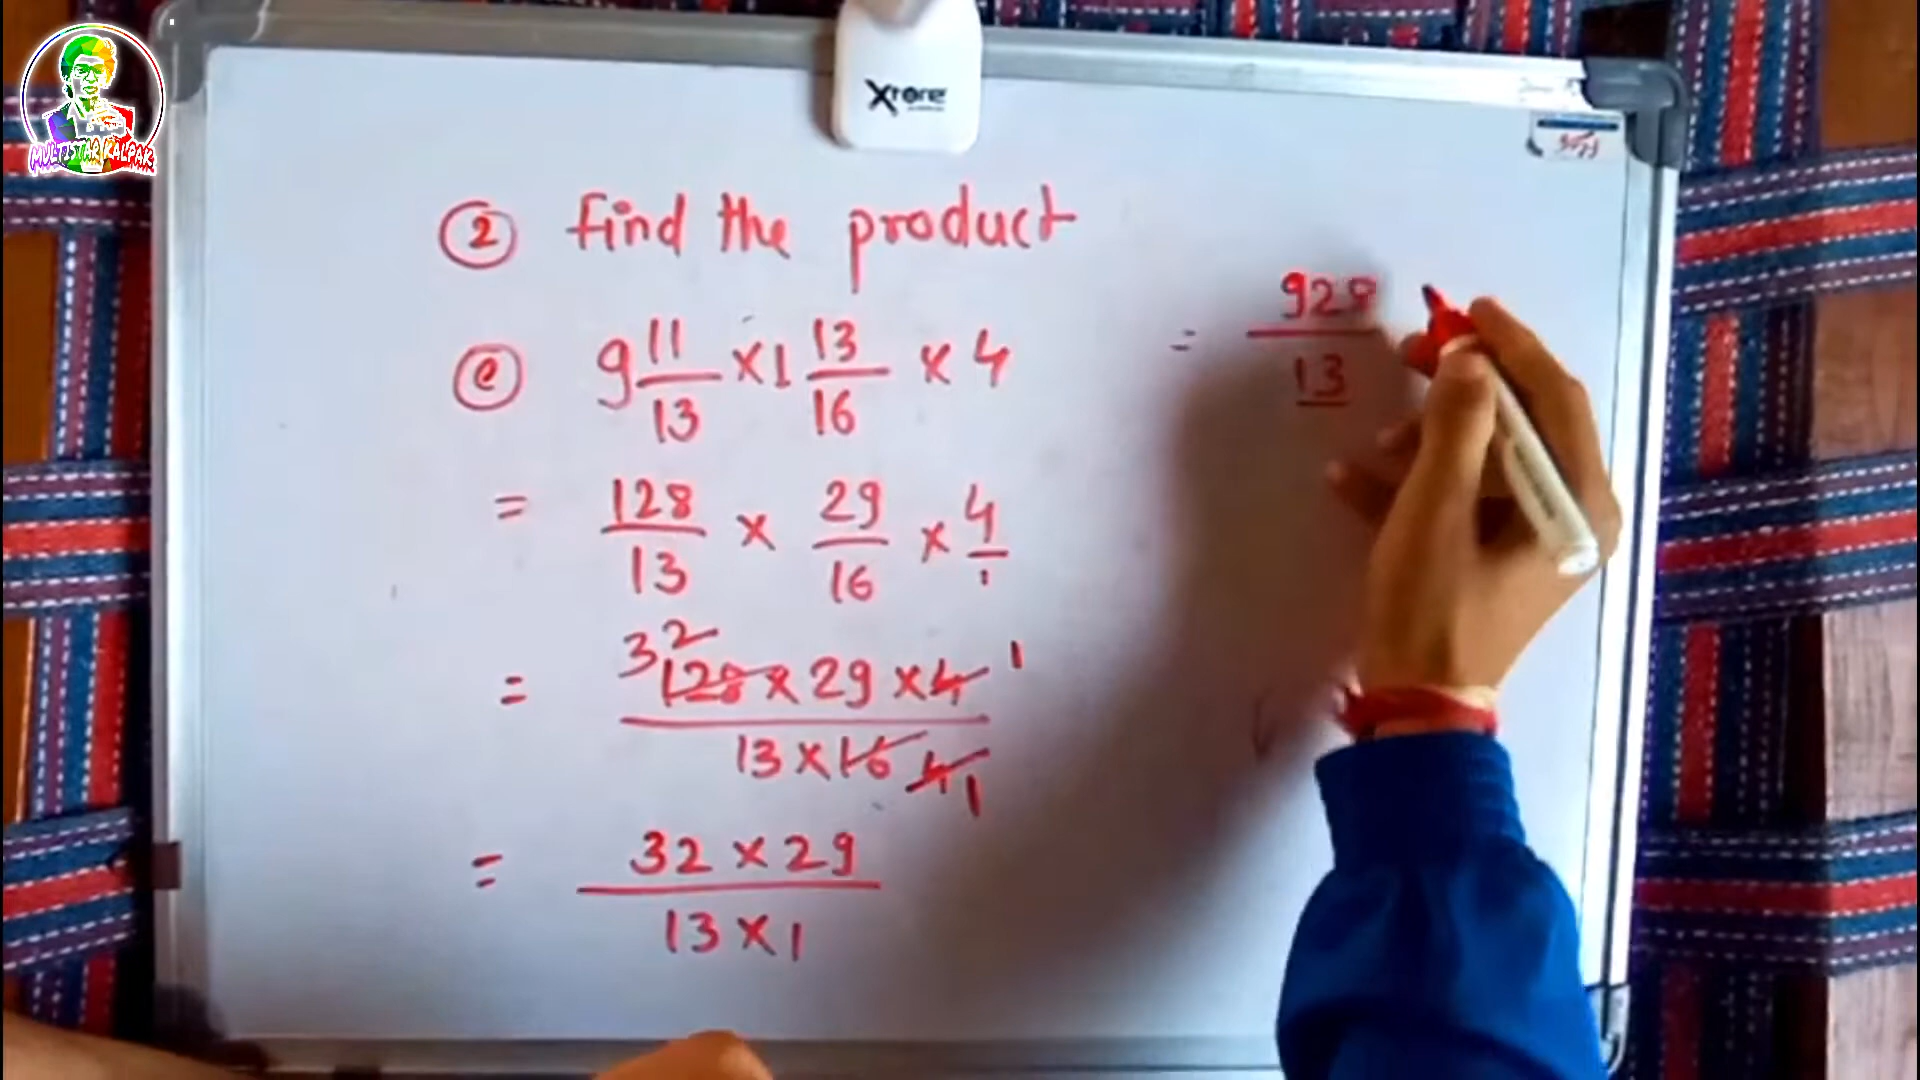 MULTISTAR KALPAK
Xtore
② Find the product
ⓔ 9 11/13 × 1 13/16 × 4
= 128/13 × 29/16 × 4/1
= 32 128 × 29 × 4 1 / 13 × 16 4 1
= 32 × 29 / 13 × 1
= 928/13